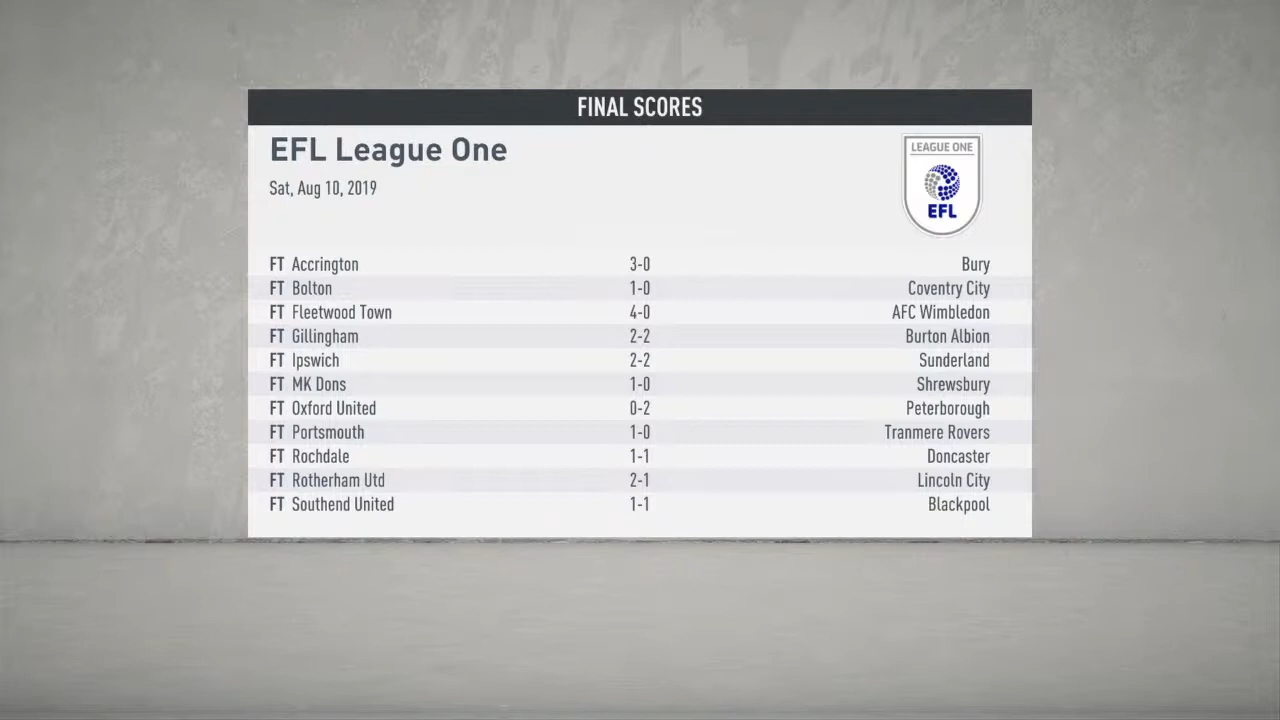 FINAL SCORES
EFL League One
LEAGUE ONE
Sat, Aug 10, 2019
EFL
FT Accrington 3-0 Bury
FT Bolton 1-0 Coventry City
FT Fleetwood Town 4-0 AFC Wimbledon
FT Gillingham 2-2 Burton Albion
FT Ipswich 2-2 Sunderland
FT MK Dons 1-0 Shrewsbury
FT Oxford United 0-2 Peterborough
FT Portsmouth 1-0 Tranmere Rovers
FT Rochdale 1-1 Doncaster
FT Rotherham Utd 2-1 Lincoln City
FT Southend United 1-1 Blackpool